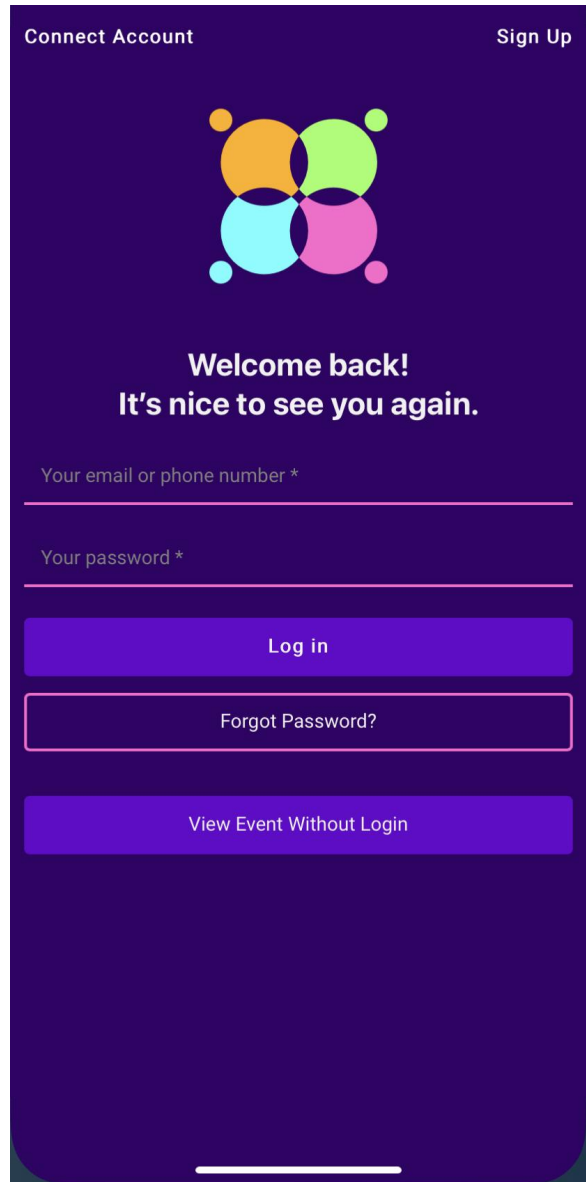 Connect Account
Sign Up
Welcome back!
It’s nice to see you again.
Your email or phone number *
Your password *
Log in
Forgot Password?
View Event Without Login